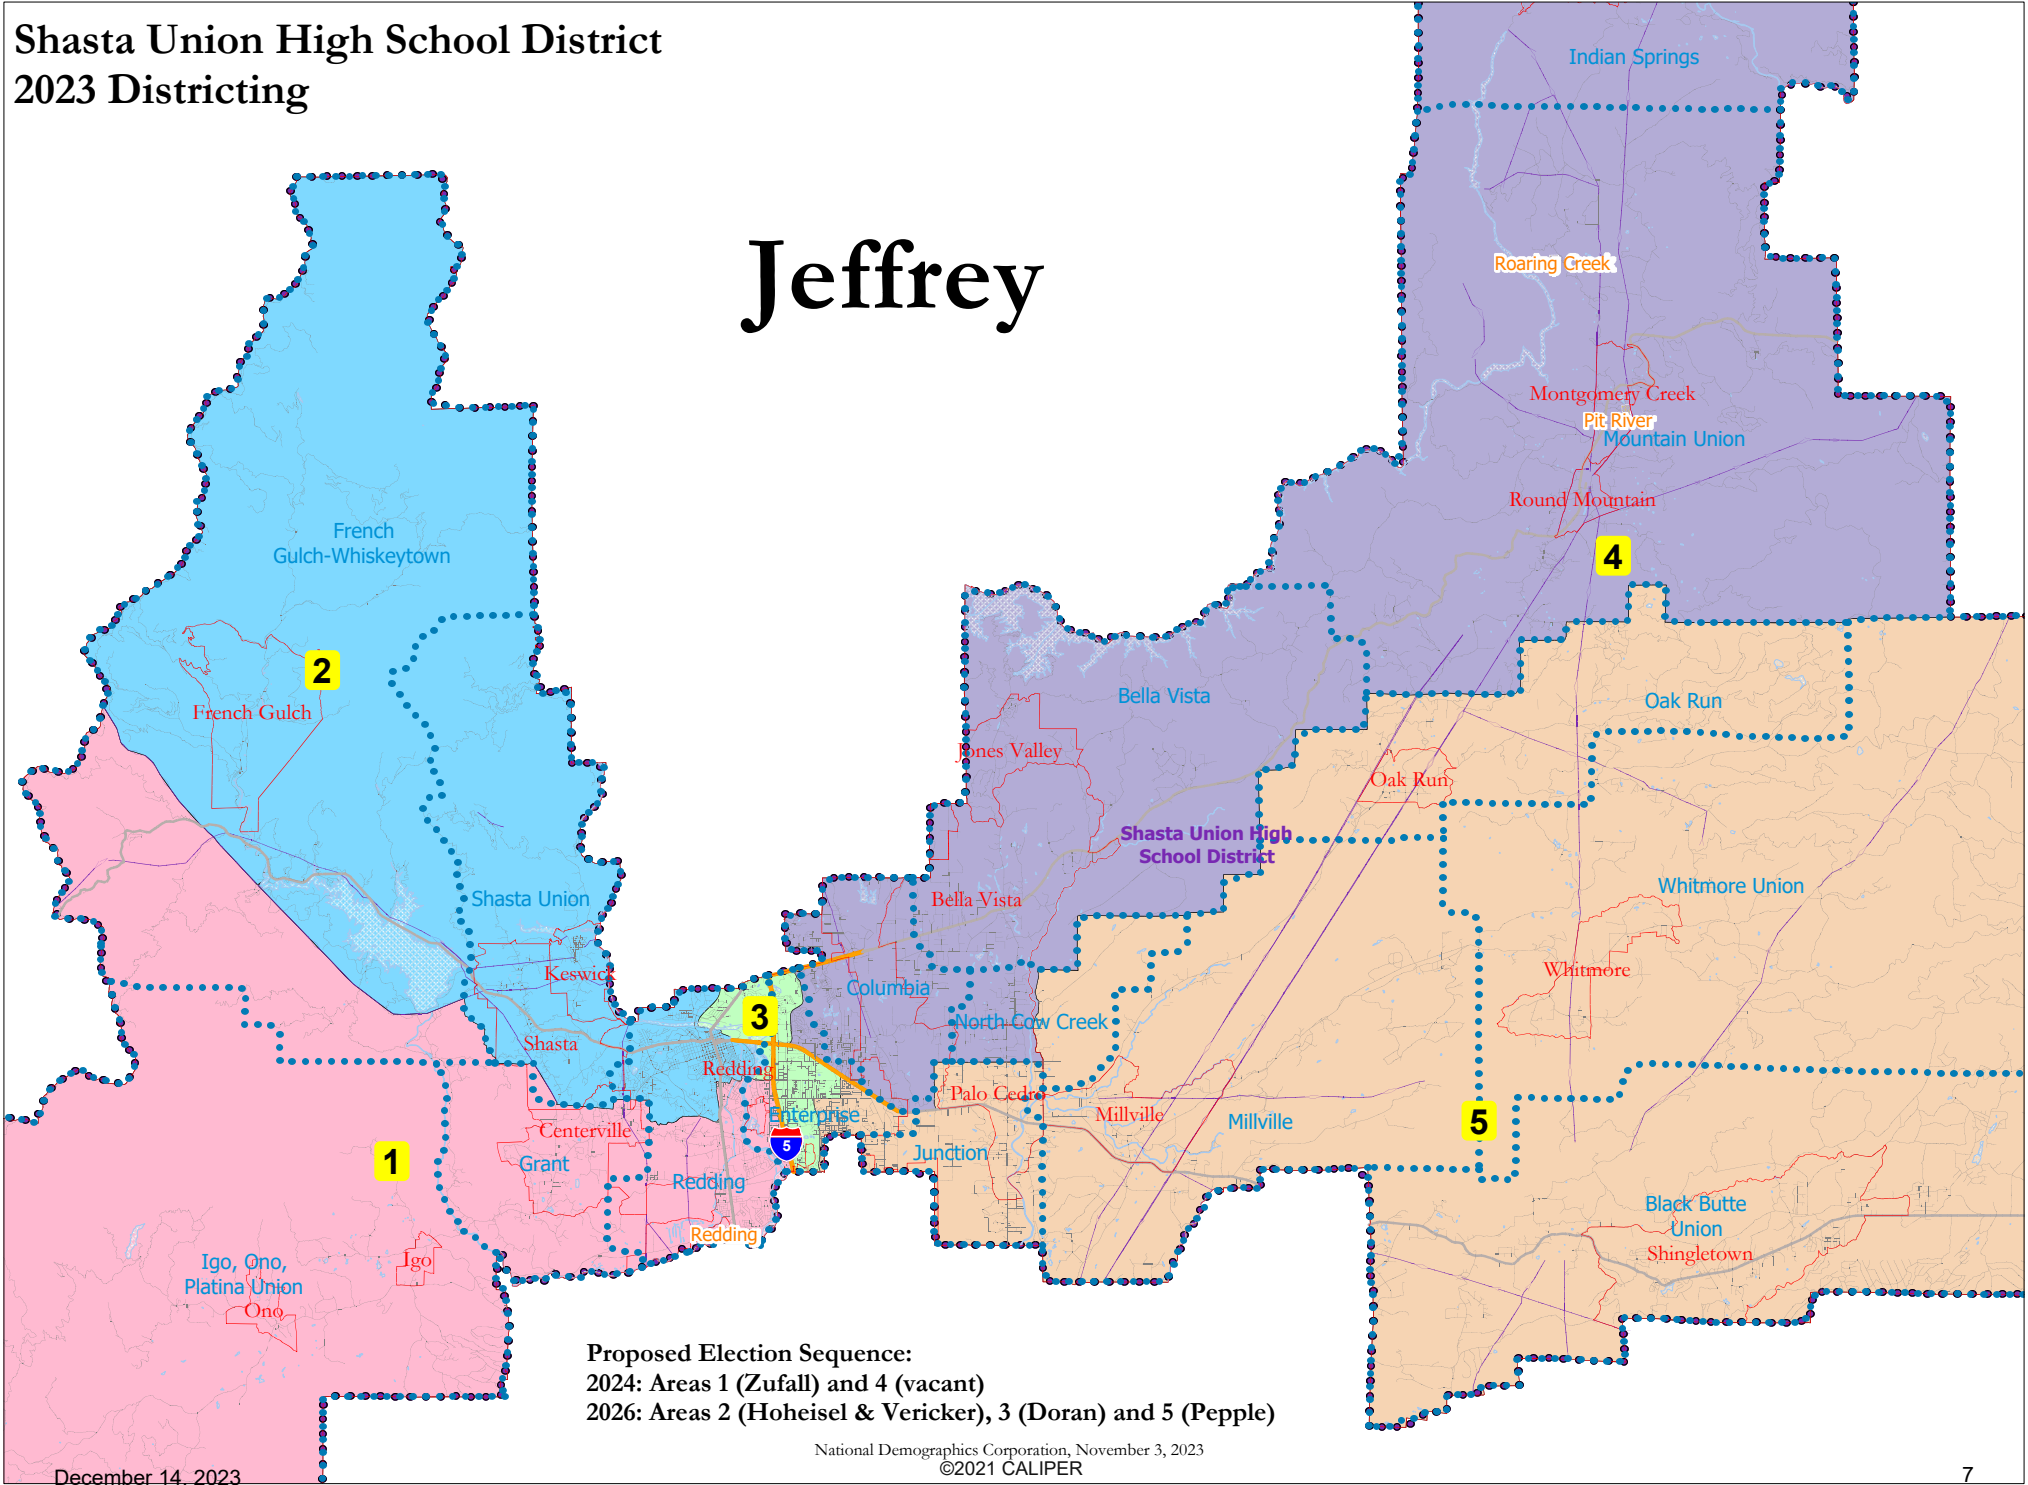 Shasta Union High School District
2023 Districting
Jeffrey
Indian Springs
Roaring Creek
Montgomery Creek
Pit River
Mountain Union
Round Mountain
4
French
Gulch-Whiskeytown
2
French Gulch
Bella Vista
Oak Run
Jones Valley
Oak Run
Shasta Union High
School District
Shasta Union
Bella Vista
Whitmore Union
Keswick
Whitmore
Columbia
3
North Cow Creek
Shasta
Redding
Palo Cedro
Enterprise
Millville
Millville
5
Centerville
5
Junction
1
Grant
Redding
Black Butte
Union
Redding
Shingletown
Igo, Ono,
Platina Union
Igo
Ono
Proposed Election Sequence:
2024: Areas 1 (Zufall) and 4 (vacant)
2026: Areas 2 (Hoheisel & Vericker), 3 (Doran) and 5 (Pepple)
National Demographics Corporation, November 3, 2023
©2021 CALIPER
December 14, 2023
7